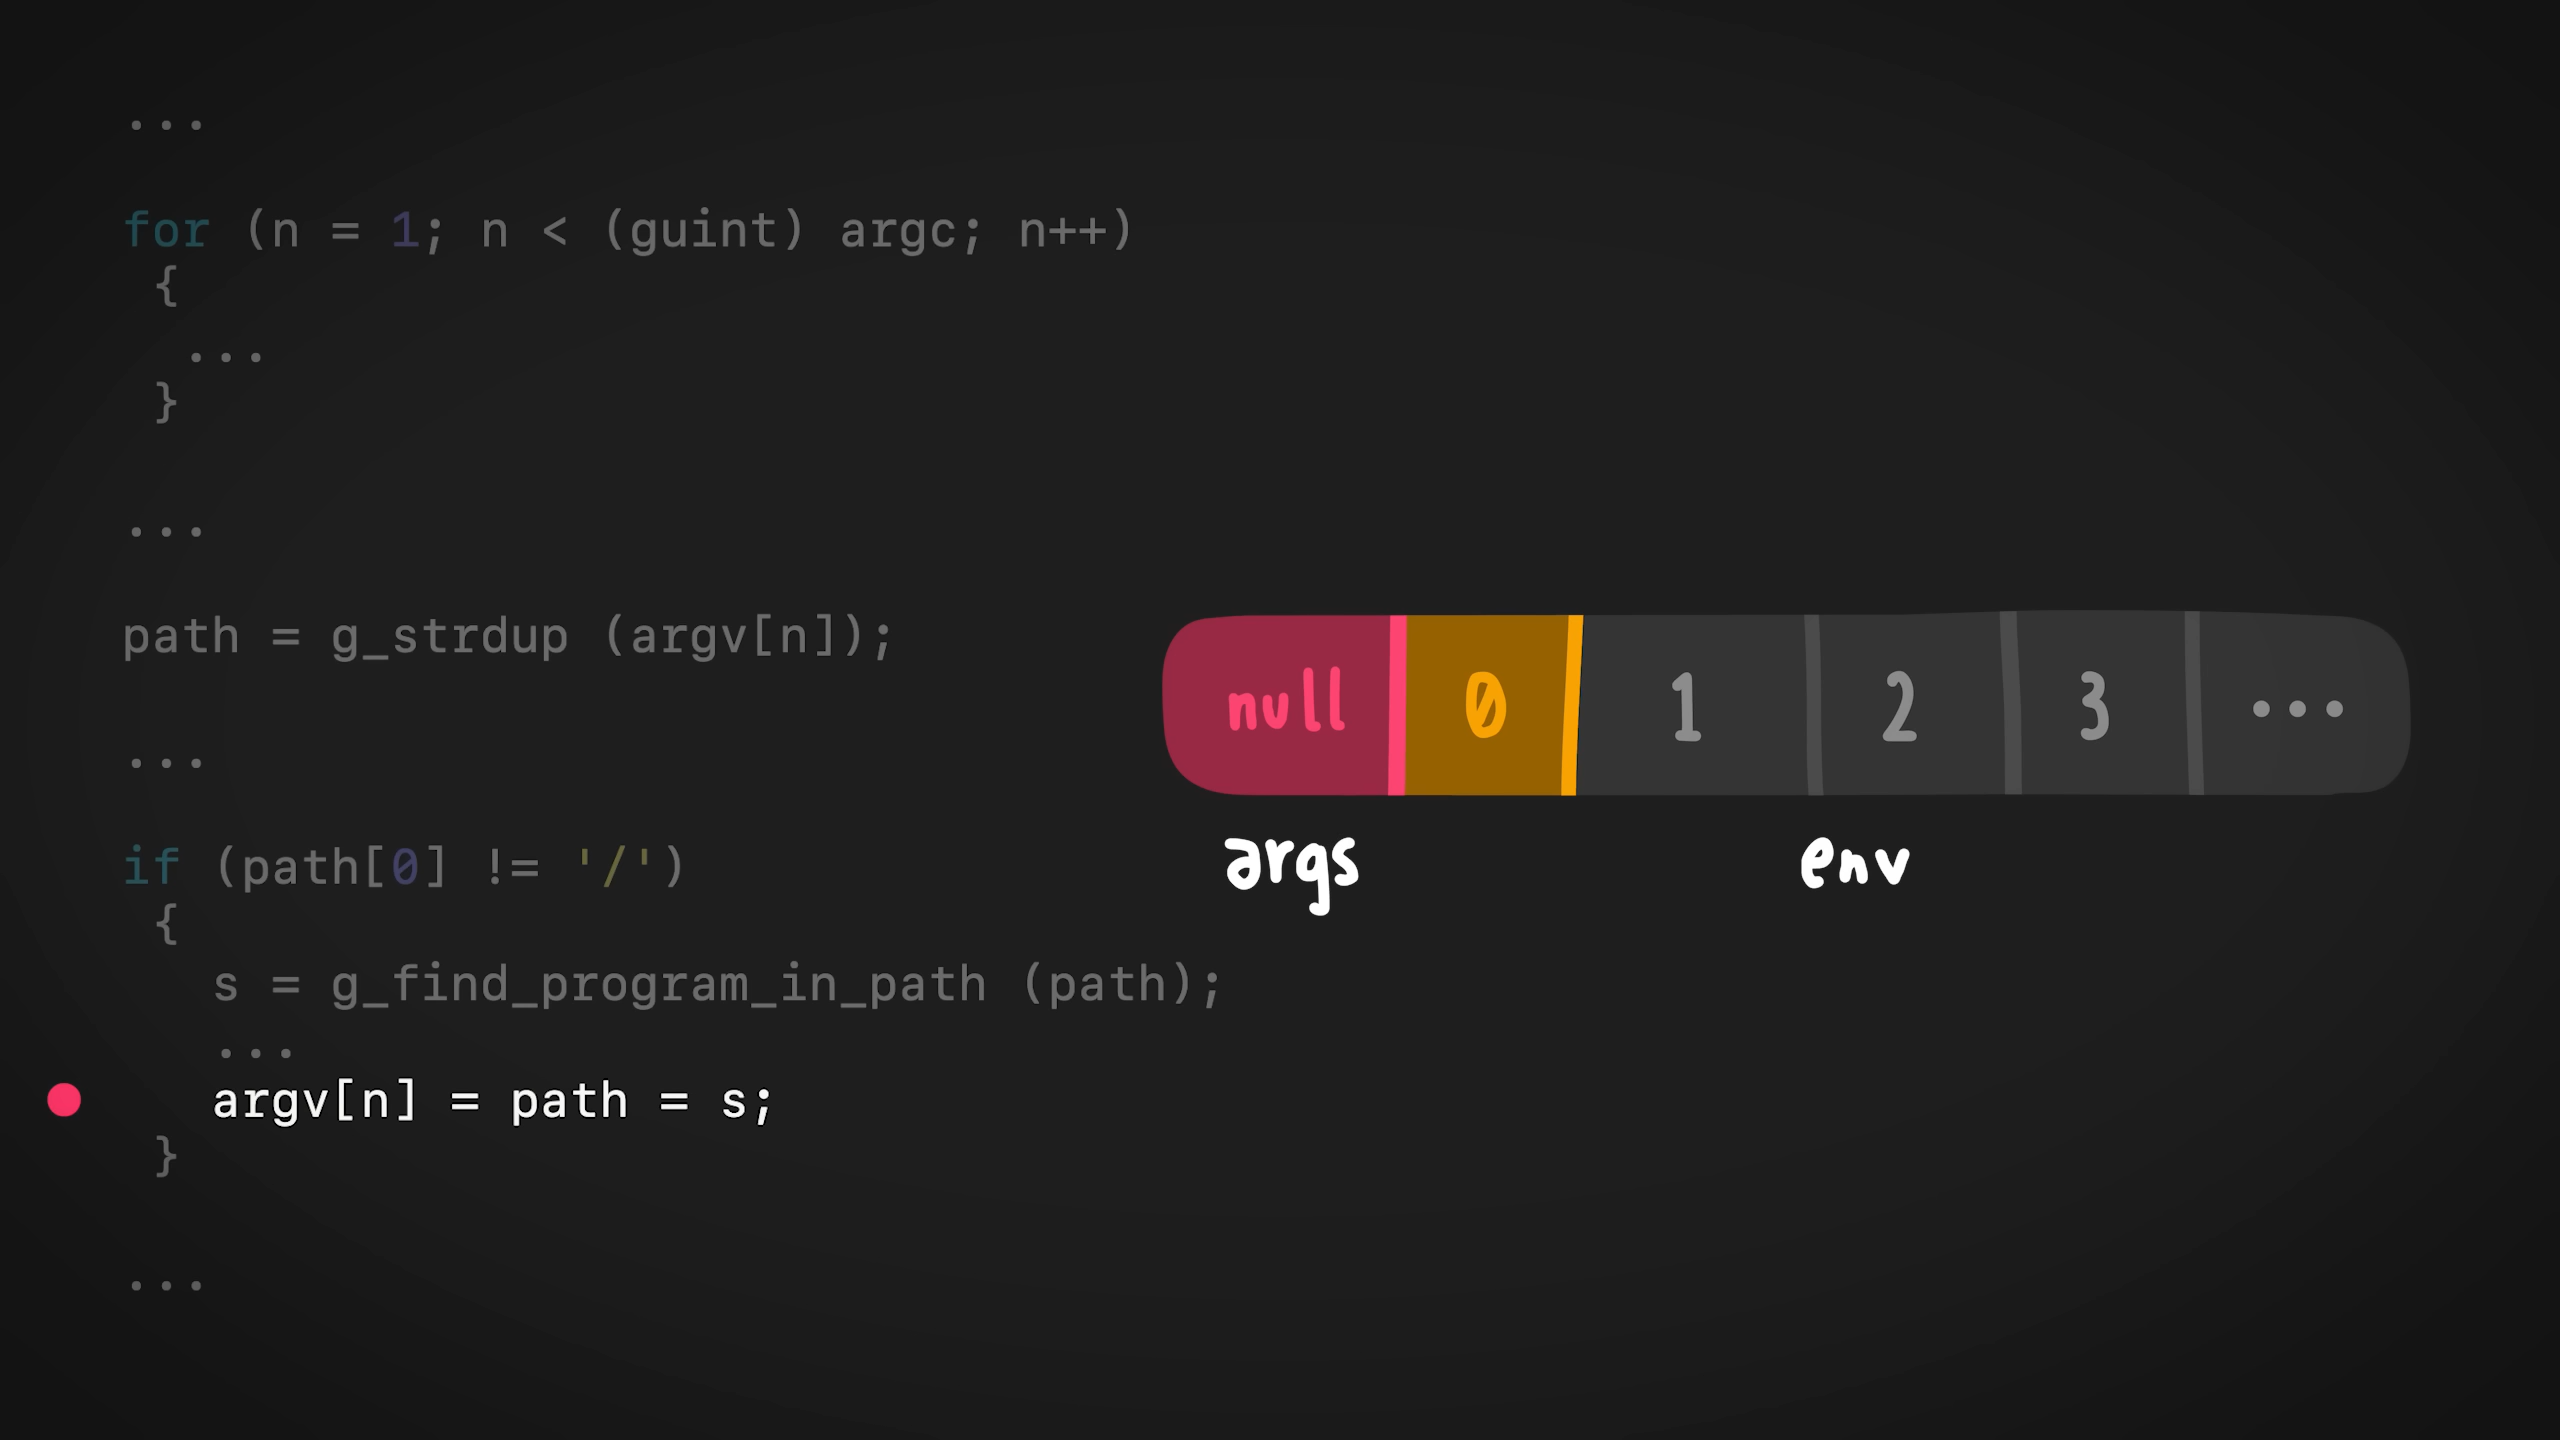 ...
for (n = 1; n < (guint) argc; n++)
{
...
}
...
path = g_strdup (argv[n]);
...
if (path[0] != '/')
{
s = g_find_program_in_path (path);
...
argv[n] = path = s;
}
...
null 0 1 2 3 ...
args env